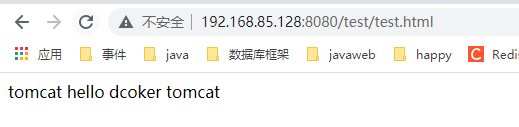 不安全 192.168.85.128:8080/test/test.html
应用 事件 java 数据库框架 javaweb happy Redis
tomcat hello dcoker tomcat